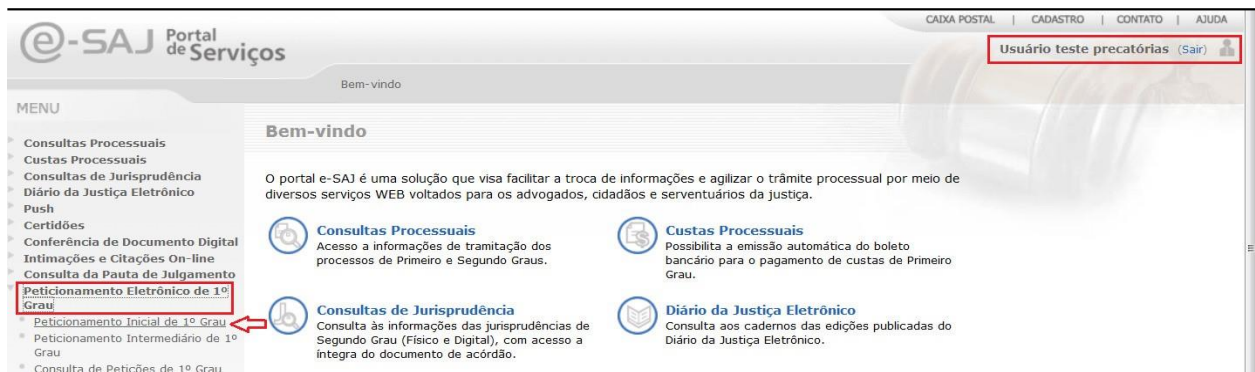 CAIXA POSTAL | CADASTRO | CONTATO | AJUDA
e-SAJ Portal
de Serviços
Usuário teste precatórias (Sair)
Bem-vindo
MENU
Consultas Processuais
Custas Processuais
Consultas de Jurisprudência
Diário da Justiça Eletrônico
Push
Certidões
Conferência de Documento Digital
Intimações e Citações On-line
Consulta da Pauta de Julgamento
Peticionamento Eletrônico de 1º
Grau
Peticionamento Inicial de 1º Grau
Peticionamento Intermediário de 1º
Grau
Consulta de Petições de 1º Grau
Bem-vindo
O portal e-SAJ é uma solução que visa facilitar a troca de informações e agilizar o trâmite processual por meio de
diversos serviços WEB voltados para os advogados, cidadãos e serventuários da justiça.
Consultas Processuais
Acesso a informações de tramitação dos
processos de Primeiro e Segundo Graus.
Custas Processuais
Possibilita a emissão automática do boleto
bancário para o pagamento de custas de Primeiro
Grau.
Consultas de Jurisprudência
Consulta às informações das jurisprudências de
Segundo Grau (Físico e Digital), com acesso a
íntegra do documento de acórdão.
Diário da Justiça Eletrônico
Consulta aos cadernos das edições publicadas do
Diário da Justiça Eletrônico.